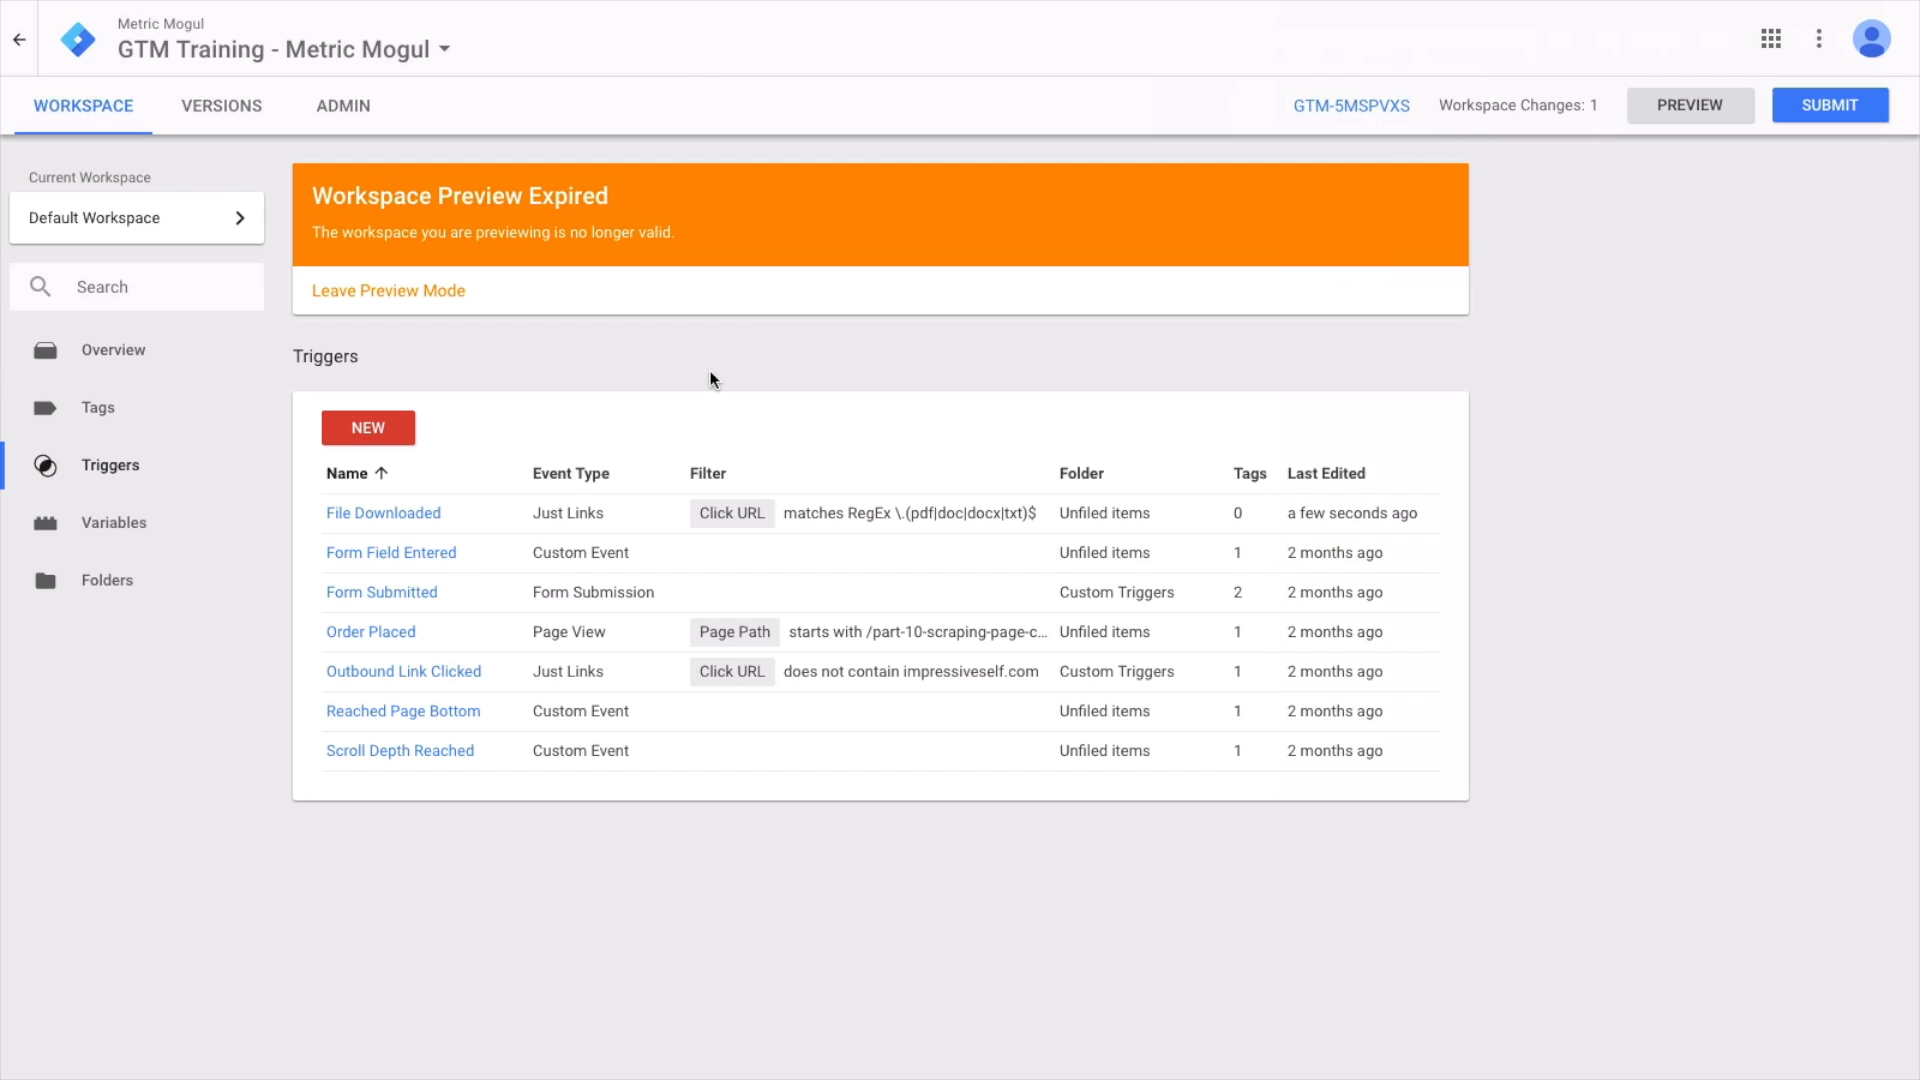 Metric Mogul
GTM Training - Metric Mogul
WORKSPACE VERSIONS ADMIN GTM-5MSPVXS Workspace Changes: 1 PREVIEW SUBMIT
Current Workspace
Default Workspace
Search
Overview
Tags
Triggers
Variables
Folders
Workspace Preview Expired
The workspace you are previewing is no longer valid.
Leave Preview Mode
Triggers
NEW
Name Event Type Filter Folder Tags Last Edited
File Downloaded Just Links Click URL matches RegEx \.(pdf|doc|docx|txt)$ Unfiled items 0 a few seconds ago
Form Field Entered Custom Event Unfiled items 1 2 months ago
Form Submitted Form Submission Custom Triggers 2 2 months ago
Order Placed Page View Page Path starts with /part-10-scraping-page-c... Unfiled items 1 2 months ago
Outbound Link Clicked Just Links Click URL does not contain impressiveself.com Custom Triggers 1 2 months ago
Reached Page Bottom Custom Event Unfiled items 1 2 months ago
Scroll Depth Reached Custom Event Unfiled items 1 2 months ago